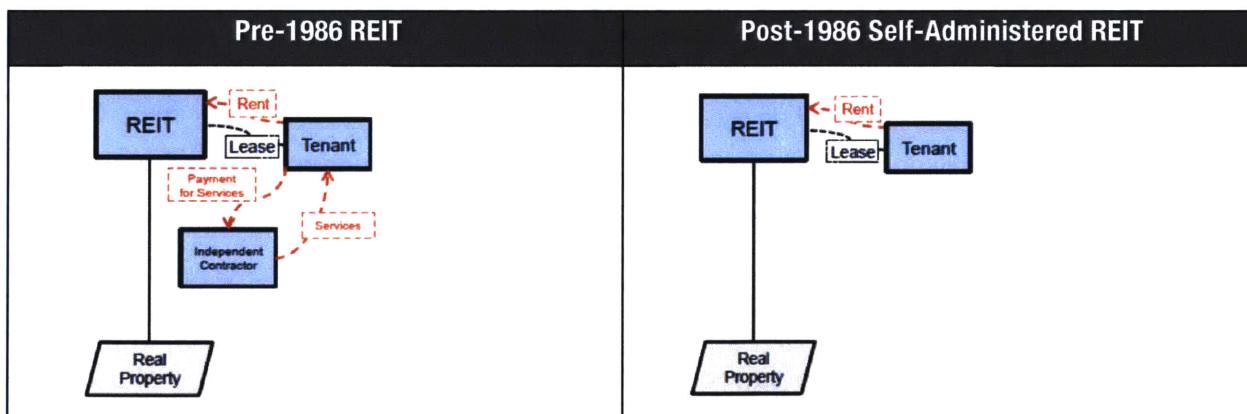 Pre-1986 REIT
Post-1986 Self-Administered REIT
REIT
Rent
Lease
Tenant
Payment
for Services
Services
Independent
Contractor
Real
Property
REIT
Rent
Lease
Tenant
Real
Property